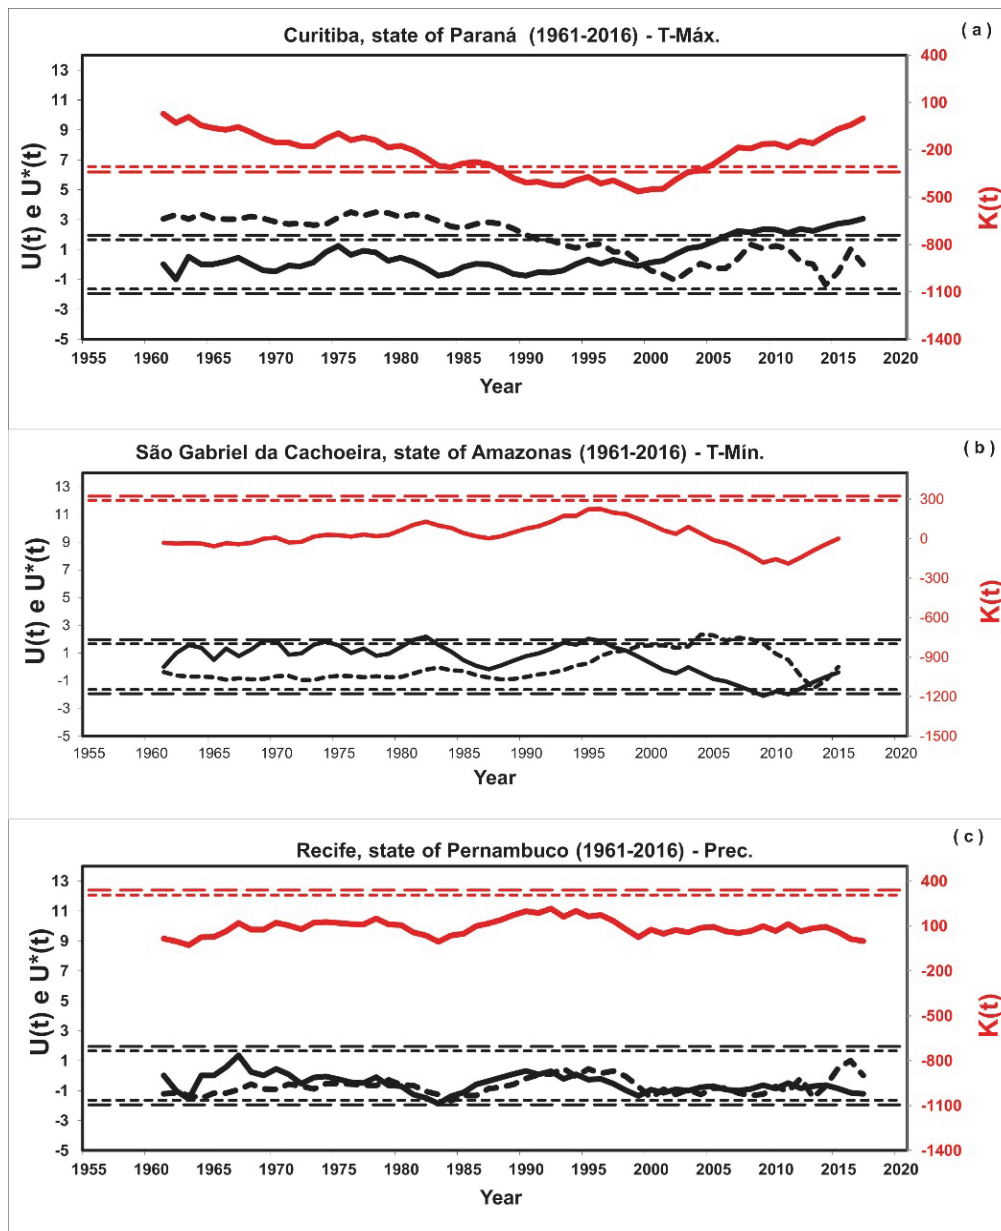 Curitiba, state of Paraná (1961-2016) - T-Máx.
( a )
13
11
9
7
5
3
1
-1
-3
-5
U(t) e U*(t)
400
100
-200
-500
-800
-1100
-1400
K(t)
1955 1960 1965 1970 1975 1980 1985 1990 1995 2000 2005 2010 2015 2020
Year
São Gabriel da Cachoeira, state of Amazonas (1961-2016) - T-Mín.
( b )
13
11
9
7
5
3
1
-1
-3
-5
U(t) e U*(t)
300
0
-300
-600
-900
-1200
-1500
K(t)
1955 1960 1965 1970 1975 1980 1985 1990 1995 2000 2005 2010 2015 2020
Year
Recife, state of Pernambuco (1961-2016) - Prec.
( c )
13
11
9
7
5
3
1
-1
-3
-5
U(t) e U*(t)
400
100
-200
-500
-800
-1100
-1400
K(t)
1955 1960 1965 1970 1975 1980 1985 1990 1995 2000 2005 2010 2015 2020
Year